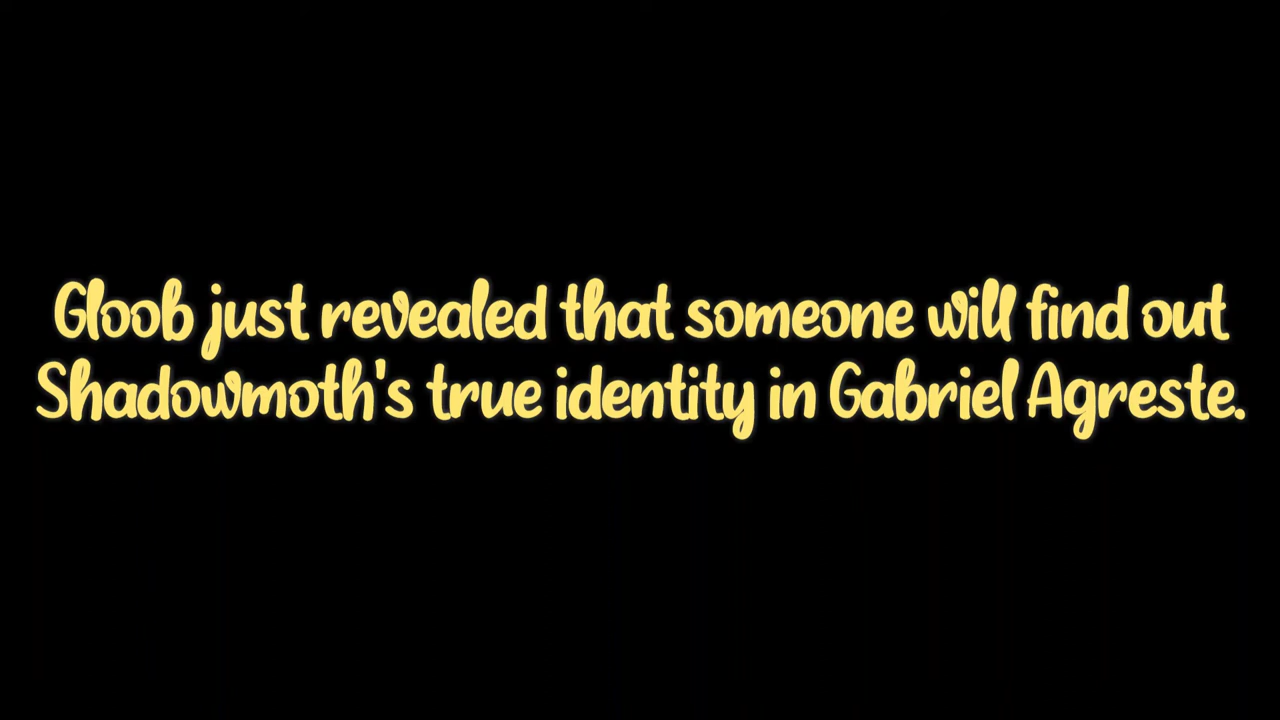 Gloob just revealed that someone will find out
Shadowmoth's true identity in Gabriel Agreste.